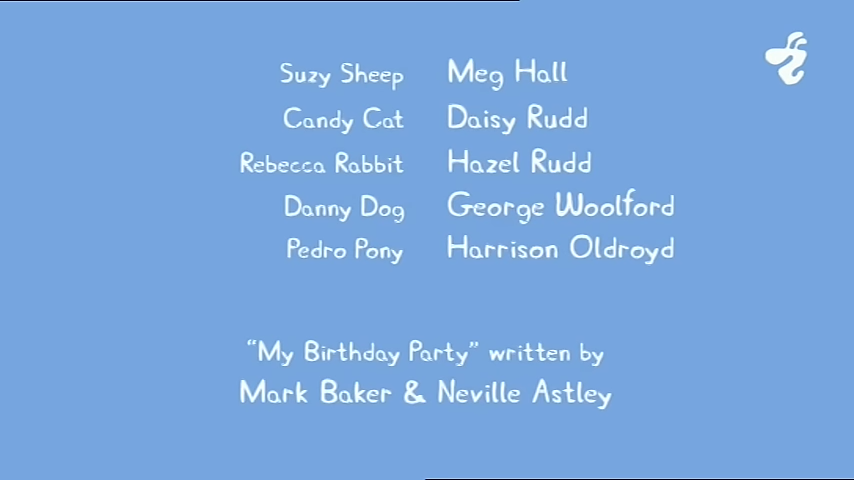 Suzy Sheep Meg Hall
Candy Cat Daisy Rudd
Rebecca Rabbit Hazel Rudd
Danny Dog George Woolford
Pedro Pony Harrison Oldroyd
“My Birthday Party” written by
Mark Baker & Neville Astley